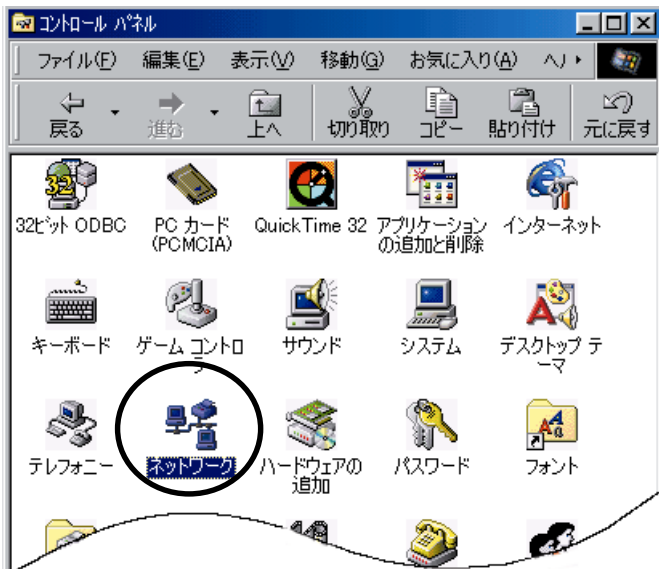 コントロール パネル
ファイル(F) 編集(E) 表示(V) 移動(G) お気に入り(A) ヘル
戻る 進む 上へ 切り取り コピー 貼り付け 元に戻す
32ビット ODBC PC カード QuickTime 32 アプリケーション インターネット
(PCMCIA) の追加と削除
キーボード ゲーム コントロ サウンド システム デスクトップ テ
ラ ーマ
テレフォニー ネットワーク ハードウェアの パスワード フォント
追加